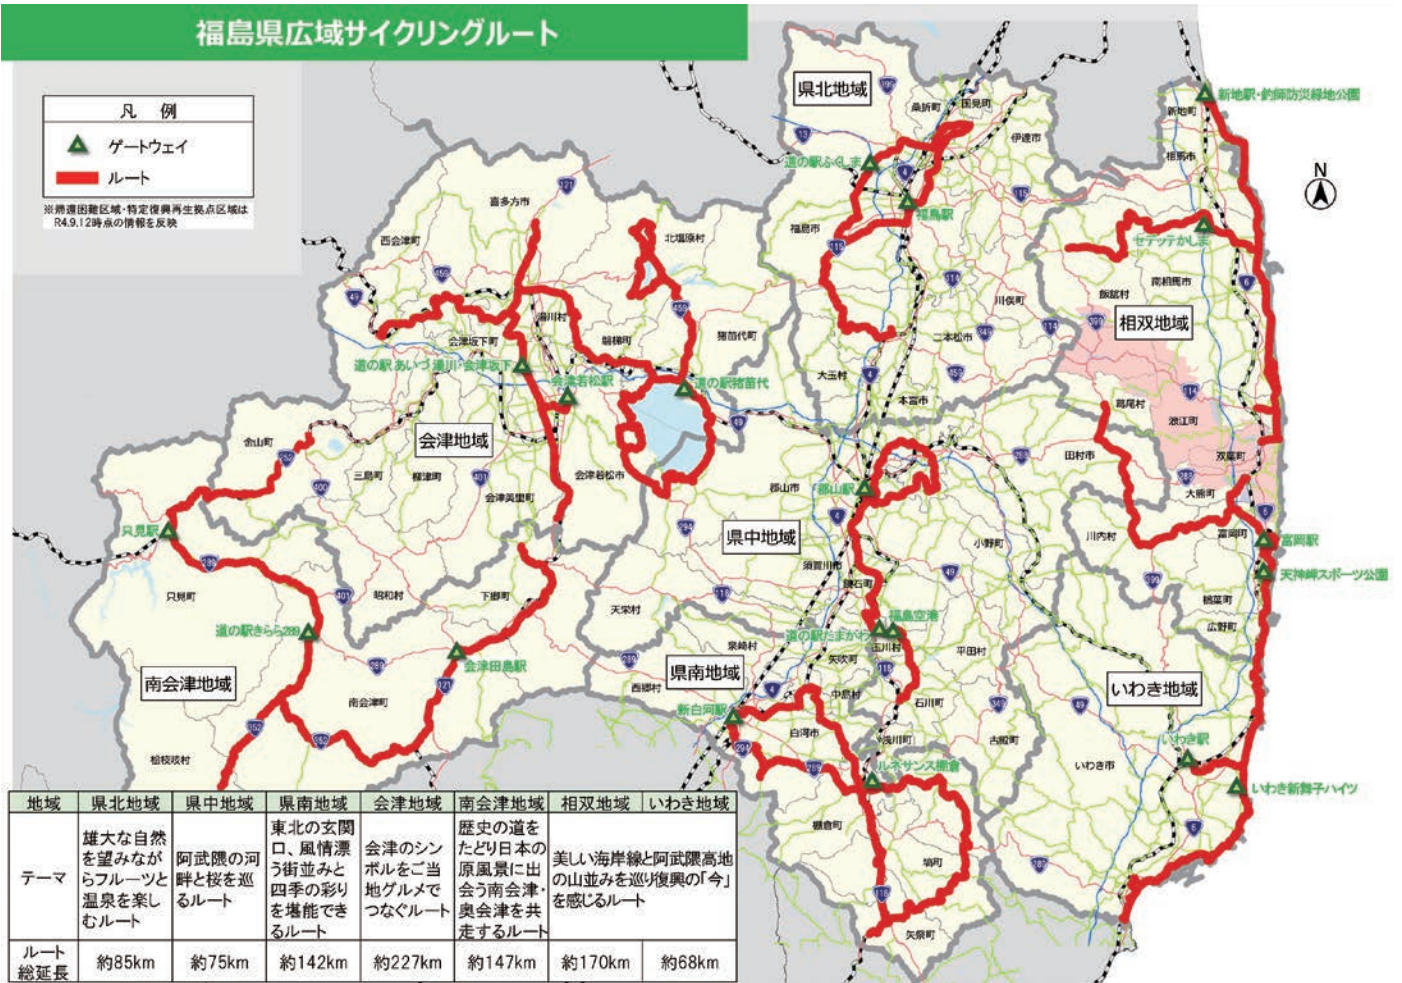 福島県広域サイクリングルート
凡 例
ゲートウェイ
ルート
※帰還困難区域・特定復興再生拠点区域は
R4.9.12時点の情報を反映
N
県北地域
桑折町
国見町
伊達市
道の駅ふくしま
福島駅
福島市
川俣町
二本松市
大玉村
本宮市
新地駅・釣師防災緑地公園
新地町
相馬市
セデッテかしま
南相馬市
飯舘村
相双地域
葛尾村
浪江町
双葉町
大熊町
富岡町
富岡駅
川内村
天神岬スポーツ公園
楢葉町
広野町
喜多方市
西会津町
北塩原村
湯川村
磐梯町
猪苗代町
会津坂下町
道の駅 あいづ 湯川・会津坂下
会津若松駅
道の駅猪苗代
会津地域
金山町
三島町
柳津町
会津美里町
会津若松市
只見駅
只見町
昭和村
下郷町
道の駅きらら289
会津田島駅
南会津地域
南会津町
檜枝岐村
郡山市
郡山駅
田村市
県中地域
小野町
須賀川市
鏡石町
天栄村
福島空港
道の駅たまかわ
玉川村
平田村
石川町
浅川町
古殿町
県南地域
泉崎村
矢吹町
中島村
西郷村
新白河駅
白河市
ルネサンス棚倉
棚倉町
塙町
矢祭町
いわき地域
いわき駅
いわき市
いわき新舞子ハイツ
地域 県北地域 県中地域 県南地域 会津地域 南会津地域 相双地域 いわき地域
テーマ
雄大な自然
を望みなが
らフルーツと
温泉を楽し
むルート
阿武隈の河
畔と桜を巡
るルート
東北の玄関
口、風情漂
う街並みと
四季の彩り
を堪能でき
るルート
会津のシン
ボルをご当
地グルメで
つなぐルート
歴史の道を
たどり日本の
原風景に出
会う南会津・
奥会津を共
走するルート
美しい海岸線と阿武隈高地
の山並みを巡り復興の「今」
を感じるルート
ルート
総延長
約85km 約75km 約142km 約227km 約147km 約170km 約68km